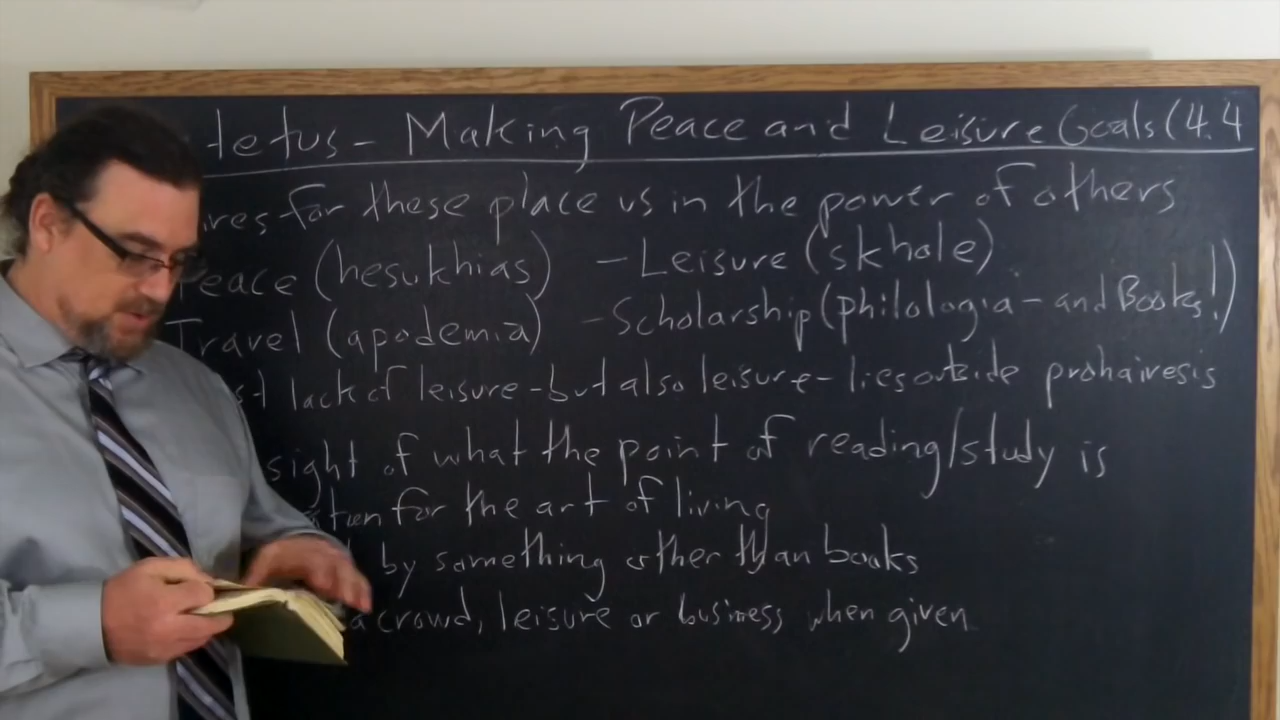 tetus - Making Peace and Leisure Goals (4.4
ires for these place us in the power of others
Peace (hesukhias) - Leisure (skhole)
Travel (apodemia) - Scholarship (philologia - and Books!)
st lack of leisure - but also leisure - lies outside prohairesis
sight of what the point of reading/study is
ation for the art of living
by something other than books
a crowd, leisure or business when given